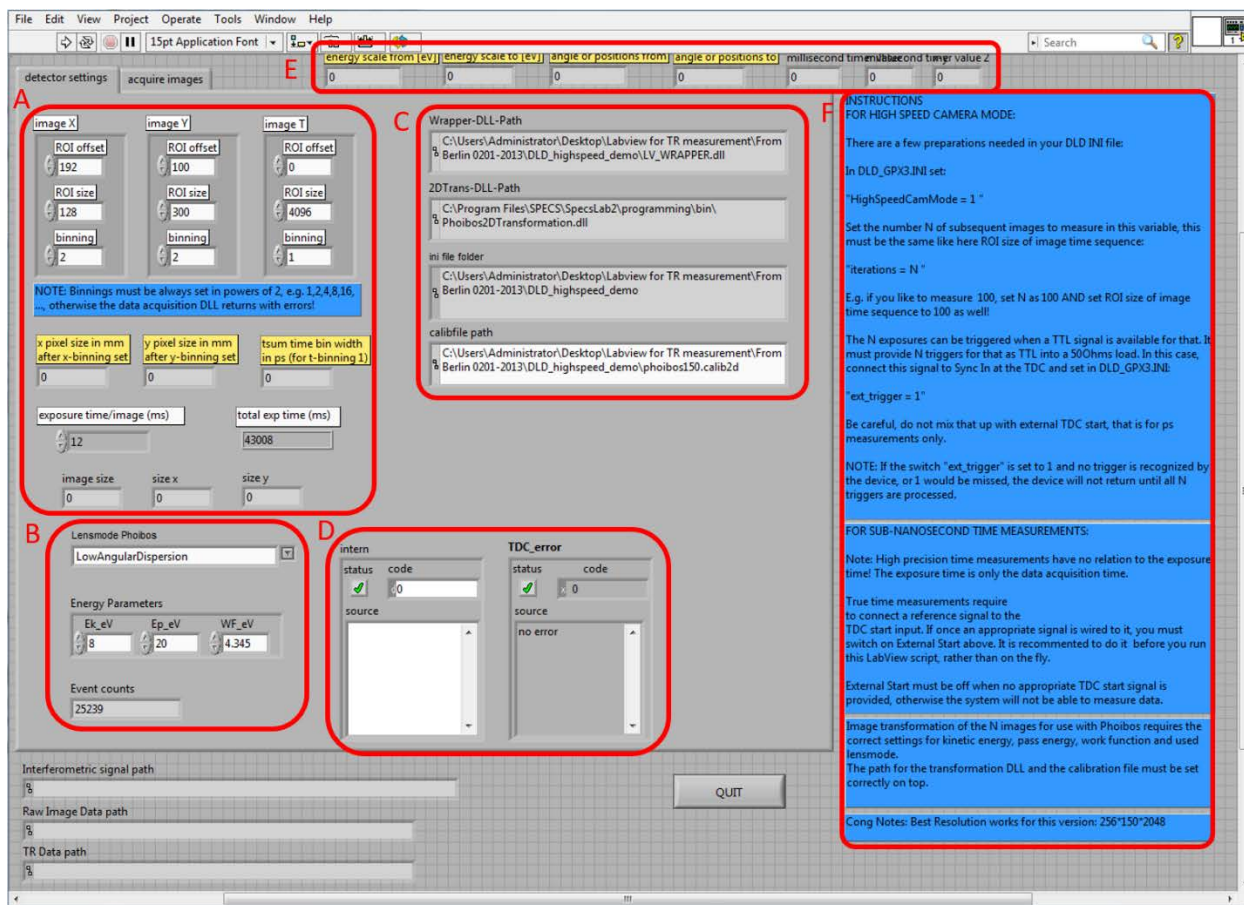 File Edit View Project Operate Tools Window Help
15pt Application Font
Search
1
E
energy scale from [eV] energy scale to [eV] angle or positions from angle or positions to millisecond timer value 2
0 0 0 0 0 0 0
detector settings acquire images
A
image X image Y image T
ROI offset ROI offset ROI offset
192 100 0
ROI size ROI size ROI size
128 300 4096
binning binning binning
2 2 1
NOTE: Binnings must be always set in powers of 2, e.g. 1,2,4,8,16,
..., otherwise the data acquisition DLL returns with errors!
x pixel size in mm y pixel size in mm tsum time bin width
after x-binning set after y-binning set in ps (for t-binning 1)
0 0 0
exposure time/image (ms) total exp time (ms)
12 43008
image size size x size y
0 0 0
B
Lensmode Phoibos
LowAngularDispersion
Energy Parameters
Ek_eV Ep_eV WF_eV
8 20 4.345
Event counts
25239
C
Wrapper-DLL-Path
C:\Users\Administrator\Desktop\Labview for TR measurement\From
Berlin 0201-2013\DLD_highspeed_demo\LV_WRAPPER.dll
2DTrans-DLL-Path
C:\Program Files\SPECS\SpecsLab2\programming\bin\
Phoibos2DTransformation.dll
ini file folder
C:\Users\Administrator\Desktop\Labview for TR measurement\From
Berlin 0201-2013\DLD_highspeed_demo
calibfile path
C:\Users\Administrator\Desktop\Labview for TR measurement\From
Berlin 0201-2013\DLD_highspeed_demo\phoibos150.calib2d
D
intern TDC_error
status code status code
0 0
source source
no error
F
INSTRUCTIONS
FOR HIGH SPEED CAMERA MODE:
There are a few preparations needed in your DLD INI file:
In DLD_GPX3.INI set:
"HighSpeedCamMode = 1 "
Set the number N of subsequent images to measure in this variable, this
must be the same like here ROI size of image time sequence:
"iterations = N "
E.g. if you like to measure 100, set N as 100 AND set ROI size of image
time sequence to 100 as well!
The N exposures can be triggered when a TTL signal is available for that. It
must provide N triggers for that as TTL into a 50Ohms load. In this case,
connect this signal to Sync In at the TDC and set in DLD_GPX3.INI:
"ext_trigger = 1"
Be careful, do not mix that up with external TDC start, that is for ps
measurements only.
NOTE: If the switch "ext_trigger" is set to 1 and no trigger is recognized by
the device, or 1 would be missed, the device will not return until all N
triggers are processed.
FOR SUB-NANOSECOND TIME MEASUREMENTS:
Note: High precision time measurements have no relation to the exposure
time! The exposure time is only the data acquisition time.
True time measurements require
to connect a reference signal to the
TDC start input. If once an appropriate signal is wired to it, you must
switch on External Start above. It is recommented to do it before you run
this LabView script, rather than on the fly.
External Start must be off when no appropriate TDC start signal is
provided, otherwise the system will not be able to measure data.
Image transformation of the N images for use with Phoibos requires the
correct settings for kinetic energy, pass energy, work function and used
lensmode.
The path for the transformation DLL and the calibration file must be set
correctly on top.
Cong Notes: Best Resolution works for this version: 256*150*2048
Interferometric signal path
Raw Image Data path
TR Data path
QUIT